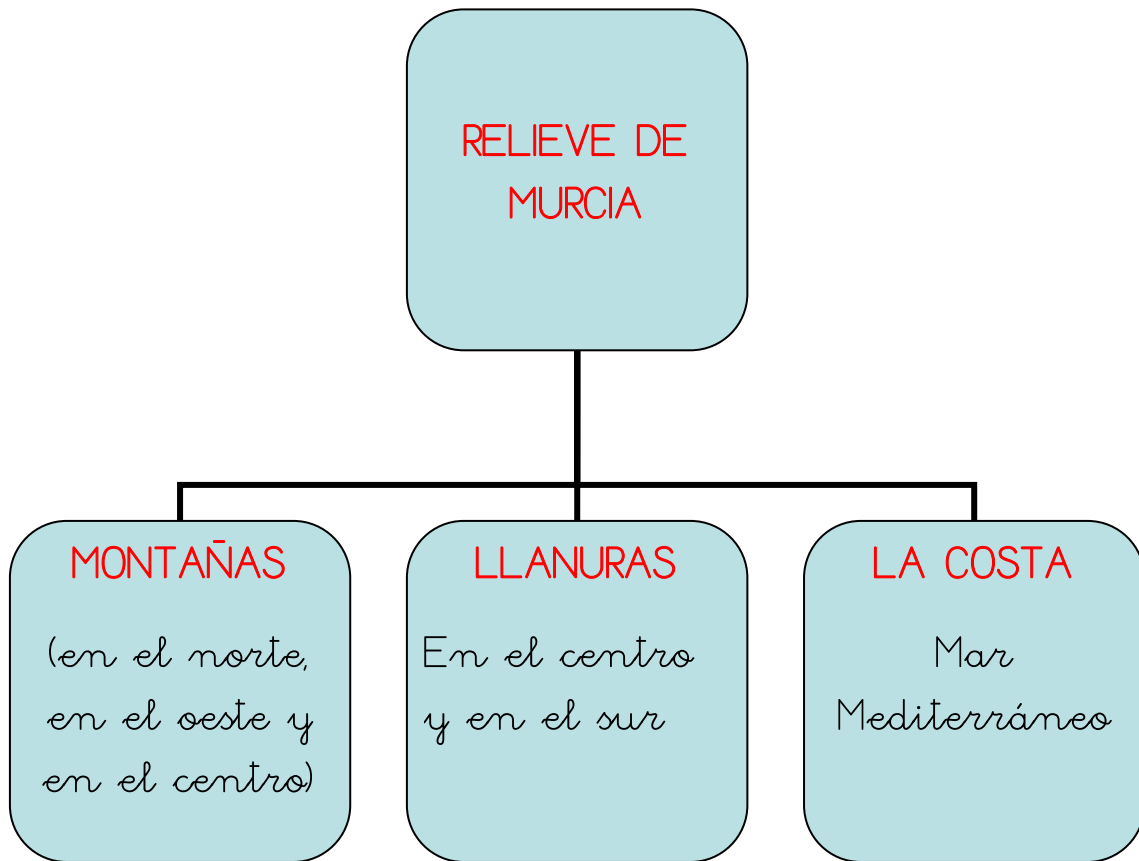 RELIEVE DE
MURCIA
MONTAÑAS
(en el norte,
en el oeste y
en el centro)
LLANURAS
En el centro
y en el sur
LA COSTA
Mar
Mediterráneo